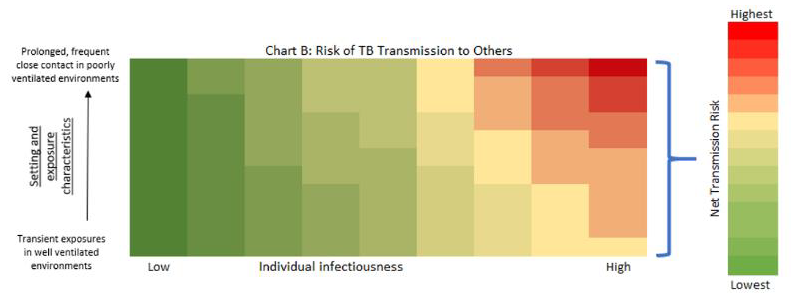 Highest
Chart B: Risk of TB Transmission to Others
Prolonged, frequent
close contact in poorly
ventilated environments
Setting and
exposure
characteristics
Transient exposures
in well ventilated
environments
Low
Individual infectiousness
High
Net Transmission Risk
Lowest